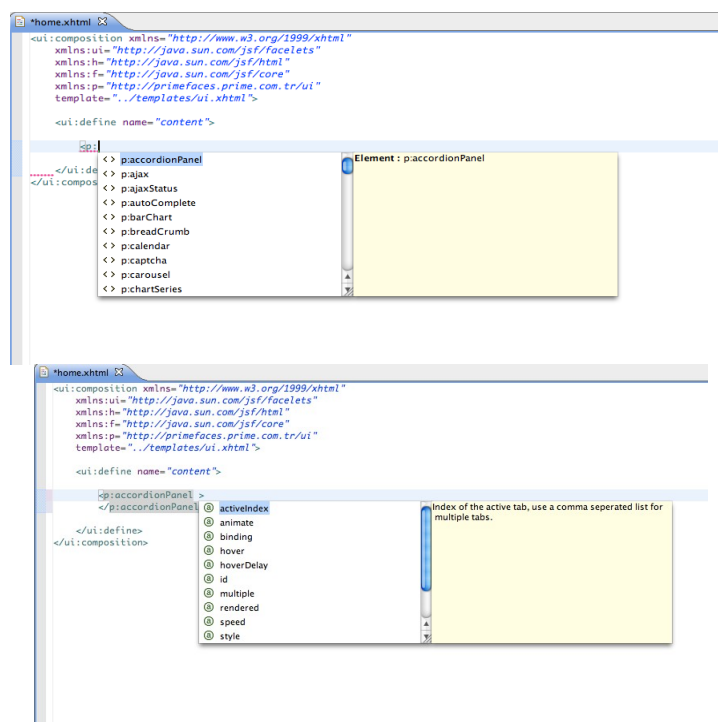 *home.xhtml
<ui:composition xmlns="http://www.w3.org/1999/xhtml"
xmlns:ui="http://java.sun.com/jsf/facelets"
xmlns:h="http://java.sun.com/jsf/html"
xmlns:f="http://java.sun.com/jsf/core"
xmlns:p="http://primefaces.prime.com.tr/ui"
template="../templates/ui.xhtml">
<ui:define name="content">
<p:
</ui:de
</ui:compos
<> p:accordionPanel
<> p:ajax
<> p:ajaxStatus
<> p:autoComplete
<> p:barChart
<> p:breadCrumb
<> p:calendar
<> p:captcha
<> p:carousel
<> p:chartSeries
Element : p:accordionPanel
*home.xhtml
<ui:composition xmlns="http://www.w3.org/1999/xhtml"
xmlns:ui="http://java.sun.com/jsf/facelets"
xmlns:h="http://java.sun.com/jsf/html"
xmlns:f="http://java.sun.com/jsf/core"
xmlns:p="http://primefaces.prime.com.tr/ui"
template="../templates/ui.xhtml">
<ui:define name="content">
<p:accordionPanel >
</p:accordionPanel
</ui:define>
</ui:composition>
@ activeIndex
@ animate
@ binding
@ hover
@ hoverDelay
@ id
@ multiple
@ rendered
@ speed
@ style
Index of the active tab, use a comma seperated list for
multiple tabs.